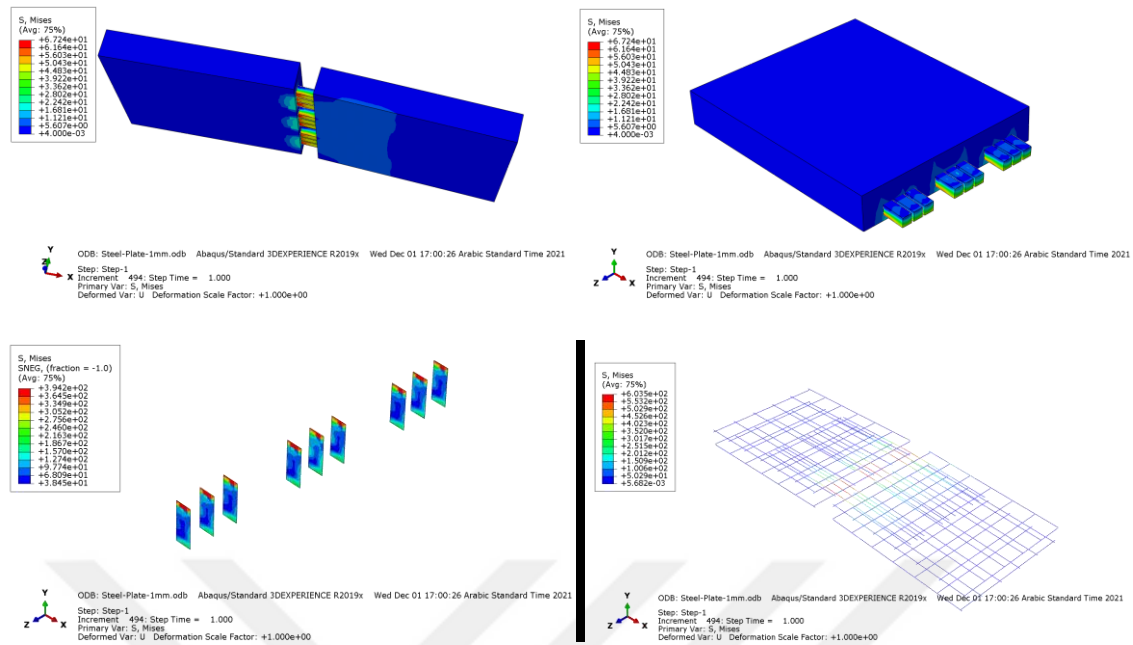 S, Mises
(Avg: 75%)
+6.724e+01
+6.164e+01
+5.603e+01
+5.043e+01
+4.483e+01
+3.922e+01
+3.362e+01
+2.802e+01
+2.242e+01
+1.681e+01
+1.121e+01
+5.607e+00
+4.000e-03
Y
Z
X
ODB: Steel-Plate-1mm.odb Abaqus/Standard 3DEXPERIENCE R2019x Wed Dec 01 17:00:26 Arabic Standard Time 2021
Step: Step-1
Increment 494: Step Time = 1.000
Primary Var: S, Mises
Deformed Var: U Deformation Scale Factor: +1.000e+00
S, Mises
(Avg: 75%)
+6.724e+01
+6.164e+01
+5.603e+01
+5.043e+01
+4.483e+01
+3.922e+01
+3.362e+01
+2.802e+01
+2.242e+01
+1.681e+01
+1.121e+01
+5.607e+00
+4.000e-03
Y
Z
X
ODB: Steel-Plate-1mm.odb Abaqus/Standard 3DEXPERIENCE R2019x Wed Dec 01 17:00:26 Arabic Standard Time 2021
Step: Step-1
Increment 494: Step Time = 1.000
Primary Var: S, Mises
Deformed Var: U Deformation Scale Factor: +1.000e+00
S, Mises
SNEG, (fraction = -1.0)
(Avg: 75%)
+3.942e+02
+3.645e+02
+3.349e+02
+3.052e+02
+2.756e+02
+2.460e+02
+2.163e+02
+1.867e+02
+1.570e+02
+1.274e+02
+9.774e+01
+6.809e+01
+3.845e+01
Y
Z
X
ODB: Steel-Plate-1mm.odb Abaqus/Standard 3DEXPERIENCE R2019x Wed Dec 01 17:00:26 Arabic Standard Time 2021
Step: Step-1
Increment 494: Step Time = 1.000
Primary Var: S, Mises
Deformed Var: U Deformation Scale Factor: +1.000e+00
S, Mises
(Avg: 75%)
+6.035e+02
+5.532e+02
+5.029e+02
+4.526e+02
+4.023e+02
+3.520e+02
+3.017e+02
+2.515e+02
+2.012e+02
+1.509e+02
+1.006e+02
+5.029e+01
+5.682e-03
Y
Z
X
ODB: Steel-Plate-1mm.odb Abaqus/Standard 3DEXPERIENCE R2019x Wed Dec 01 17:00:26 Arabic Standard Time 2021
Step: Step-1
Increment 494: Step Time = 1.000
Primary Var: S, Mises
Deformed Var: U Deformation Scale Factor: +1.000e+00